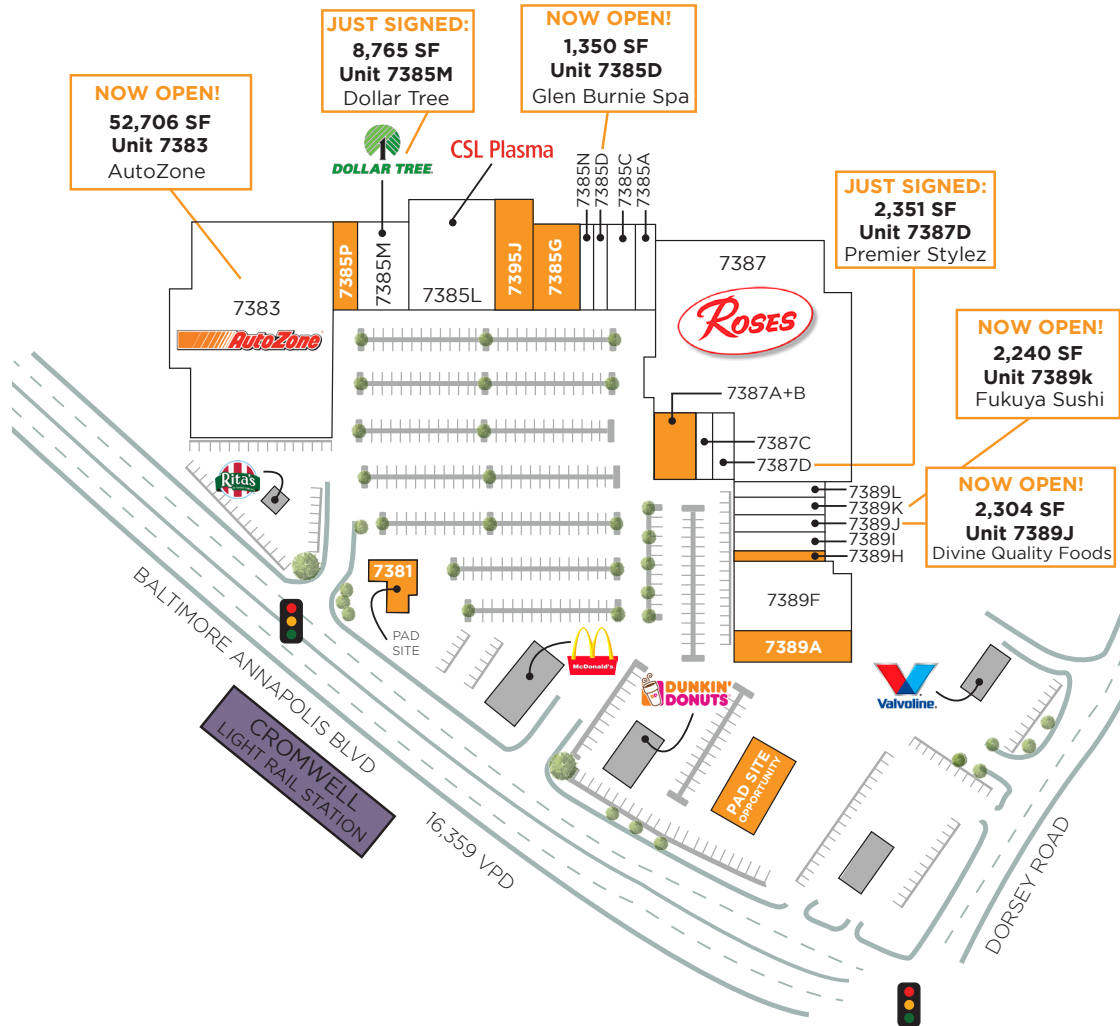 JUST SIGNED:
8,765 SF
Unit 7385M
Dollar Tree
NOW OPEN!
1,350 SF
Unit 7385D
Glen Burnie Spa
NOW OPEN!
52,706 SF
Unit 7383
AutoZone
DOLLAR TREE
CSL Plasma
7385N
7385D
7385C
7385A
JUST SIGNED:
2,351 SF
Unit 7387D
Premier Stylez
7385P
7385M
7385L
7395J
7385G
7387
ROSES
7383
AutoZone
NOW OPEN!
2,240 SF
Unit 7389k
Fukuya Sushi
7387A+B
7387C
7387D
NOW OPEN!
2,304 SF
Unit 7389J
Divine Quality Foods
7389L
7389K
7389J
7389I
7389H
7389F
7389A
Rita's
7381
PAD
SITE
McDonald's
DUNKIN'
DONUTS
Valvoline
PAD SITE
OPPORTUNITY
BALTIMORE ANNAPOLIS BLVD
CROMWELL
LIGHT RAIL STATION
16,359 VPD
DORSEY ROAD